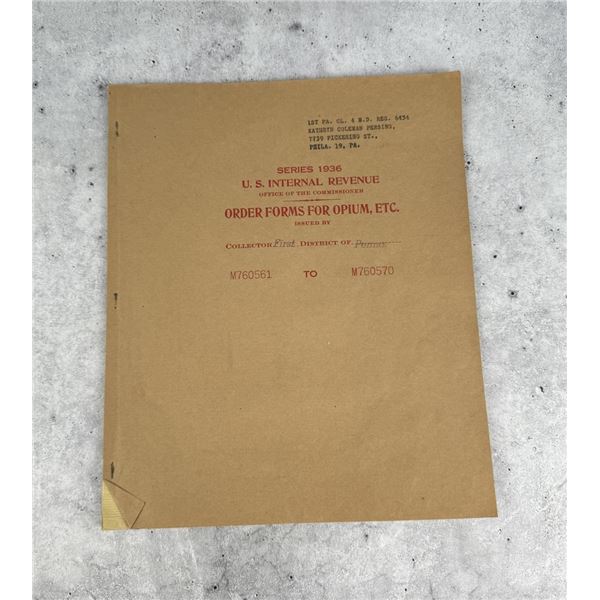 1ST PA. CL. 4 N.D. REG. 6434
KATHRYN COLEMAN PERSING,
7739 PICKERING ST.,
PHILA. 19, PA.
SERIES 1936
U. S. INTERNAL REVENUE
OFFICE OF THE COMMISSIONER
ORDER FORMS FOR OPIUM, ETC.
ISSUED BY
COLLECTOR First DISTRICT OF
M760561 TO M760570